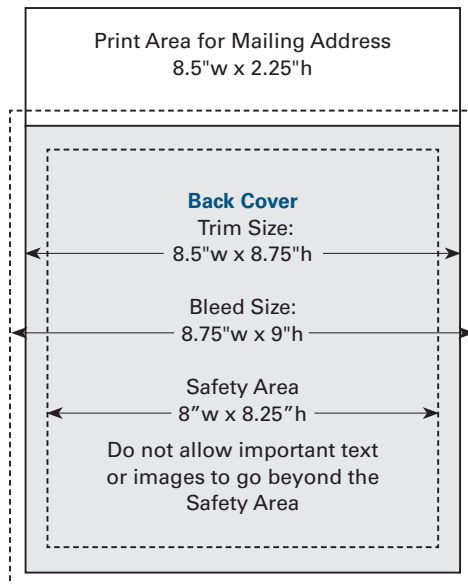 Print Area for Mailing Address
8.5"w x 2.25"h
Back Cover
Trim Size:
8.5"w x 8.75"h
Bleed Size:
8.75"w x 9"h
Safety Area
8”w x 8.25”h
Do not allow important text
or images to go beyond the
Safety Area